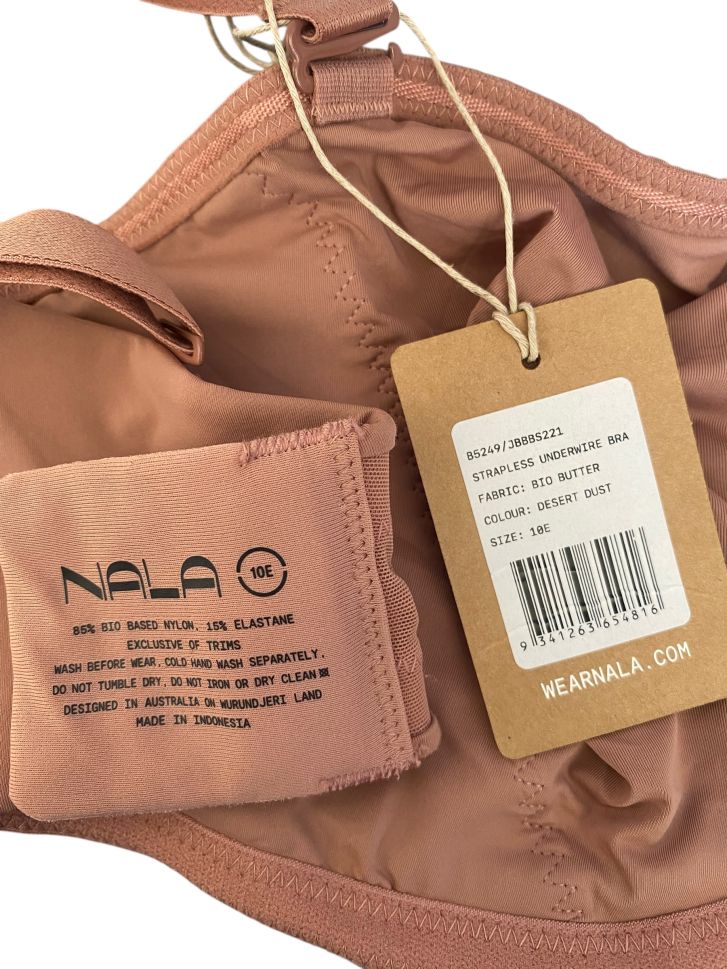 B5249/JBBBS221
STRAPLESS UNDERWIRE BRA
FABRIC: BIO BUTTER
COLOUR: DESERT DUST
SIZE: 10E
9 341263 654816
WEARNALA.COM
NALA 10E
85% BIO BASED NYLON, 15% ELASTANE
EXCLUSIVE OF TRIMS
WASH BEFORE WEAR, COLD HAND WASH SEPARATELY.
DO NOT TUMBLE DRY, DO NOT IRON OR DRY CLEAN
DESIGNED IN AUSTRALIA ON WURUNDJERI LAND
MADE IN INDONESIA